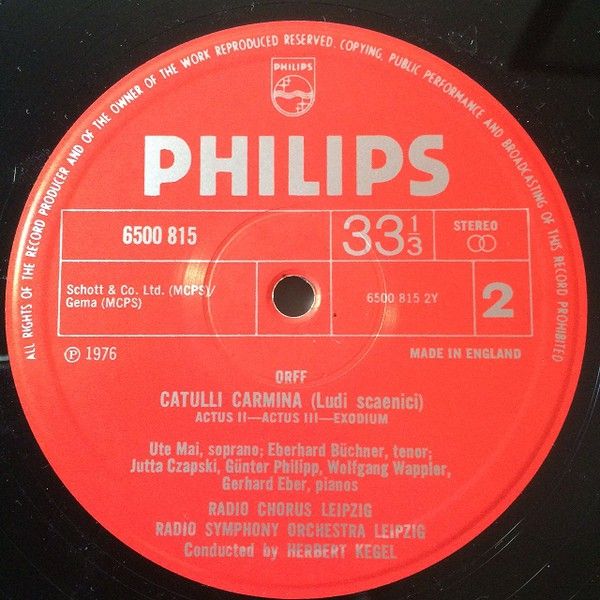 ALL RIGHTS OF THE RECORD PRODUCER AND OF THE OWNER OF THE WORK REPRODUCED RESERVED. COPYING, PUBLIC PERFORMANCE AND BROADCASTING OF THIS RECORD PROHIBITED
PHILIPS
PHILIPS
6500 815
33 1/3
STEREO
Schott & Co. Ltd. (MCPS)/
Gema (MCPS)
6500 815 2Y
2
℗ 1976
MADE IN ENGLAND
ORFF
CATULLI CARMINA (Ludi scaenici)
ACTUS II—ACTUS III—EXODIUM
Ute Mai, soprano; Eberhard Büchner, tenor;
Jutta Czapski, Günter Philipp, Wolfgang Wappler,
Gerhard Eber, pianos
RADIO CHORUS LEIPZIG
RADIO SYMPHONY ORCHESTRA LEIPZIG
Conducted by HERBERT KEGEL